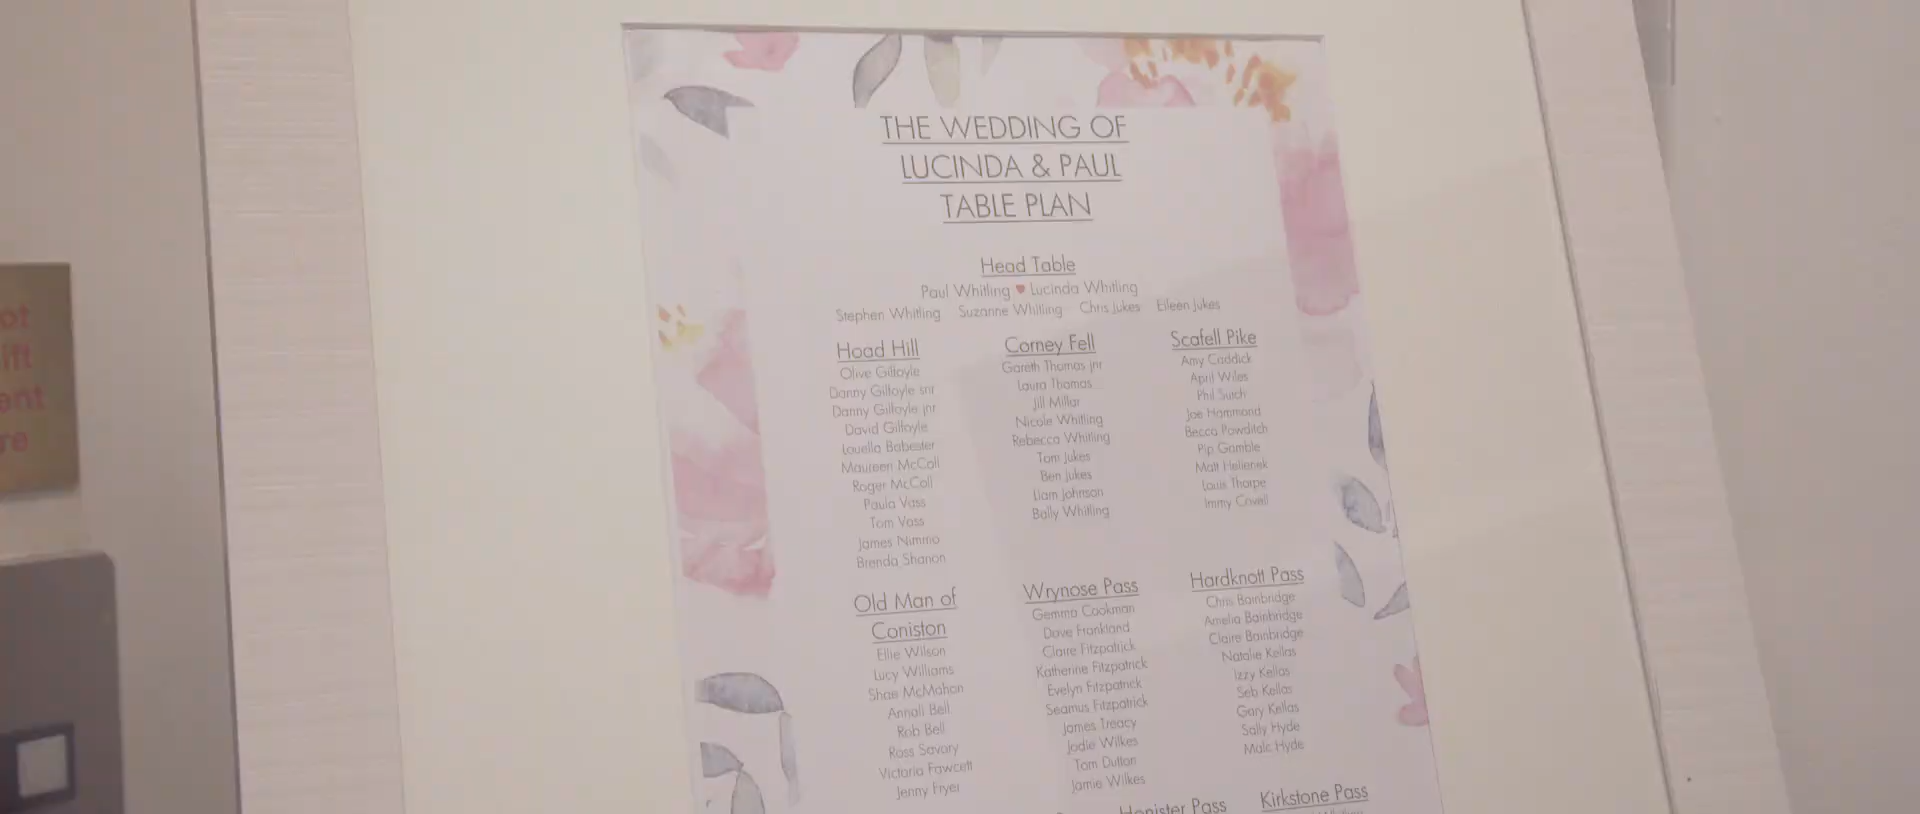 THE WEDDING OF
LUCINDA & PAUL
TABLE PLAN
Head Table
Paul Whitling ♥ Lucinda Whitling
Stephen Whitling Suzanne Whitling Chris Jukes Eileen Jukes
Hoad Hill
Olive Gilfoyle
Danny Gilfoyle snr
Danny Gilfoyle jnr
David Gilfoyle
Louella Babester
Maureen McColl
Roger McColl
Paula Vass
Tom Vass
James Nimmo
Brenda Shanon
Corney Fell
Gareth Thomas jnr
Laura Thomas
Jill Millar
Nicole Whitling
Rebecca Whitling
Tom Jukes
Ben Jukes
Liam Johnson
Bally Whitling
Scafell Pike
Amy Caddick
April Wiles
Phil Sutch
Joe Hammond
Becca Powditch
Pip Gamble
Matt
Louis Thorpe
Immy
Old Man of
Coniston
Ellie Wilson
Lucy Williams
Shae McMahon
Annali Bell
Rob Bell
Ross Savary
Victoria Fawcett
Jenny Fryer
Wrynose Pass
Gemma Cookman
Dave Frankland
Claire Fitzpatrick
Katherine Fitzpatrick
Evelyn Fitzpatrick
Seamus Fitzpatrick
James Treacy
Jodie Wilkes
Tom Dutton
Jamie Wilkes
Hardknott Pass
Chris Bainbridge
Amelia Bainbridge
Claire Bainbridge
Natalie Kellas
Izzy Kellas
Seb Kellas
Gary Kellas
Sally Hyde
Malc Hyde
Honister Pass
Kirkstone Pass
ot
ift
ent
re